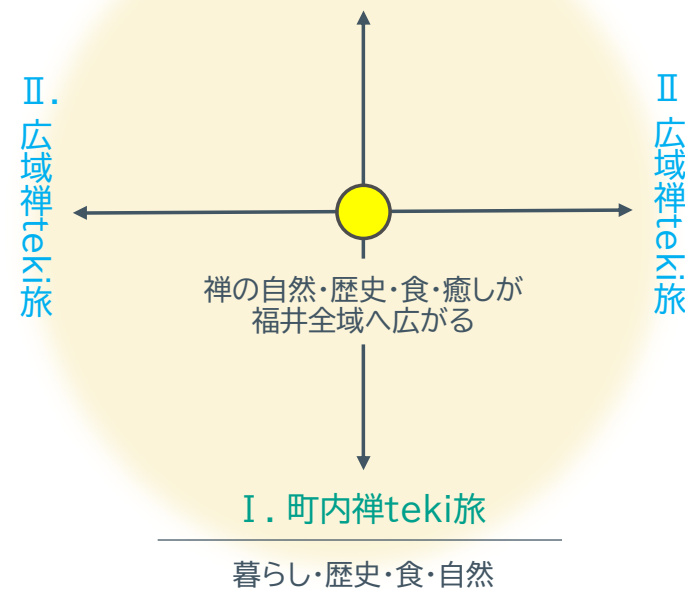 Ⅱ.広域禅teki旅
Ⅱ 広域禅teki旅
禅の自然・歴史・食・癒しが
福井全域へ広がる
Ⅰ.町内禅teki旅
暮らし・歴史・食・自然